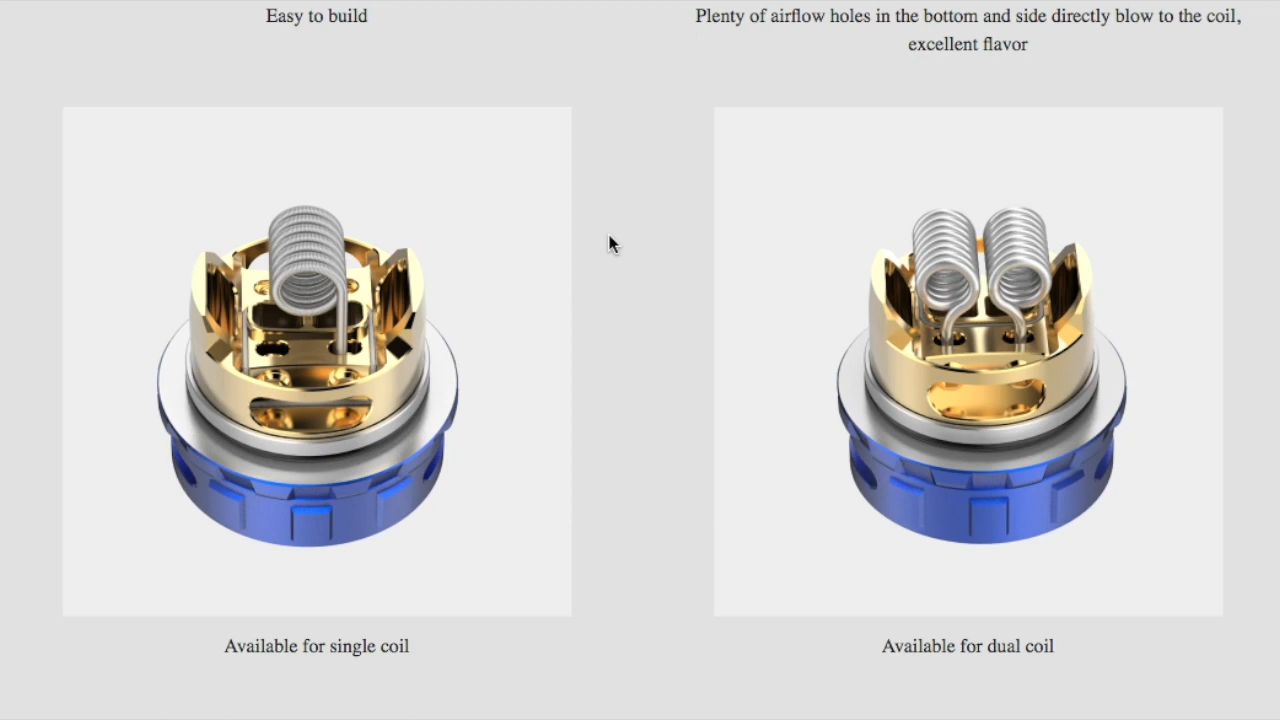 Easy to build
Plenty of airflow holes in the bottom and side directly blow to the coil,
excellent flavor
Available for single coil
Available for dual coil